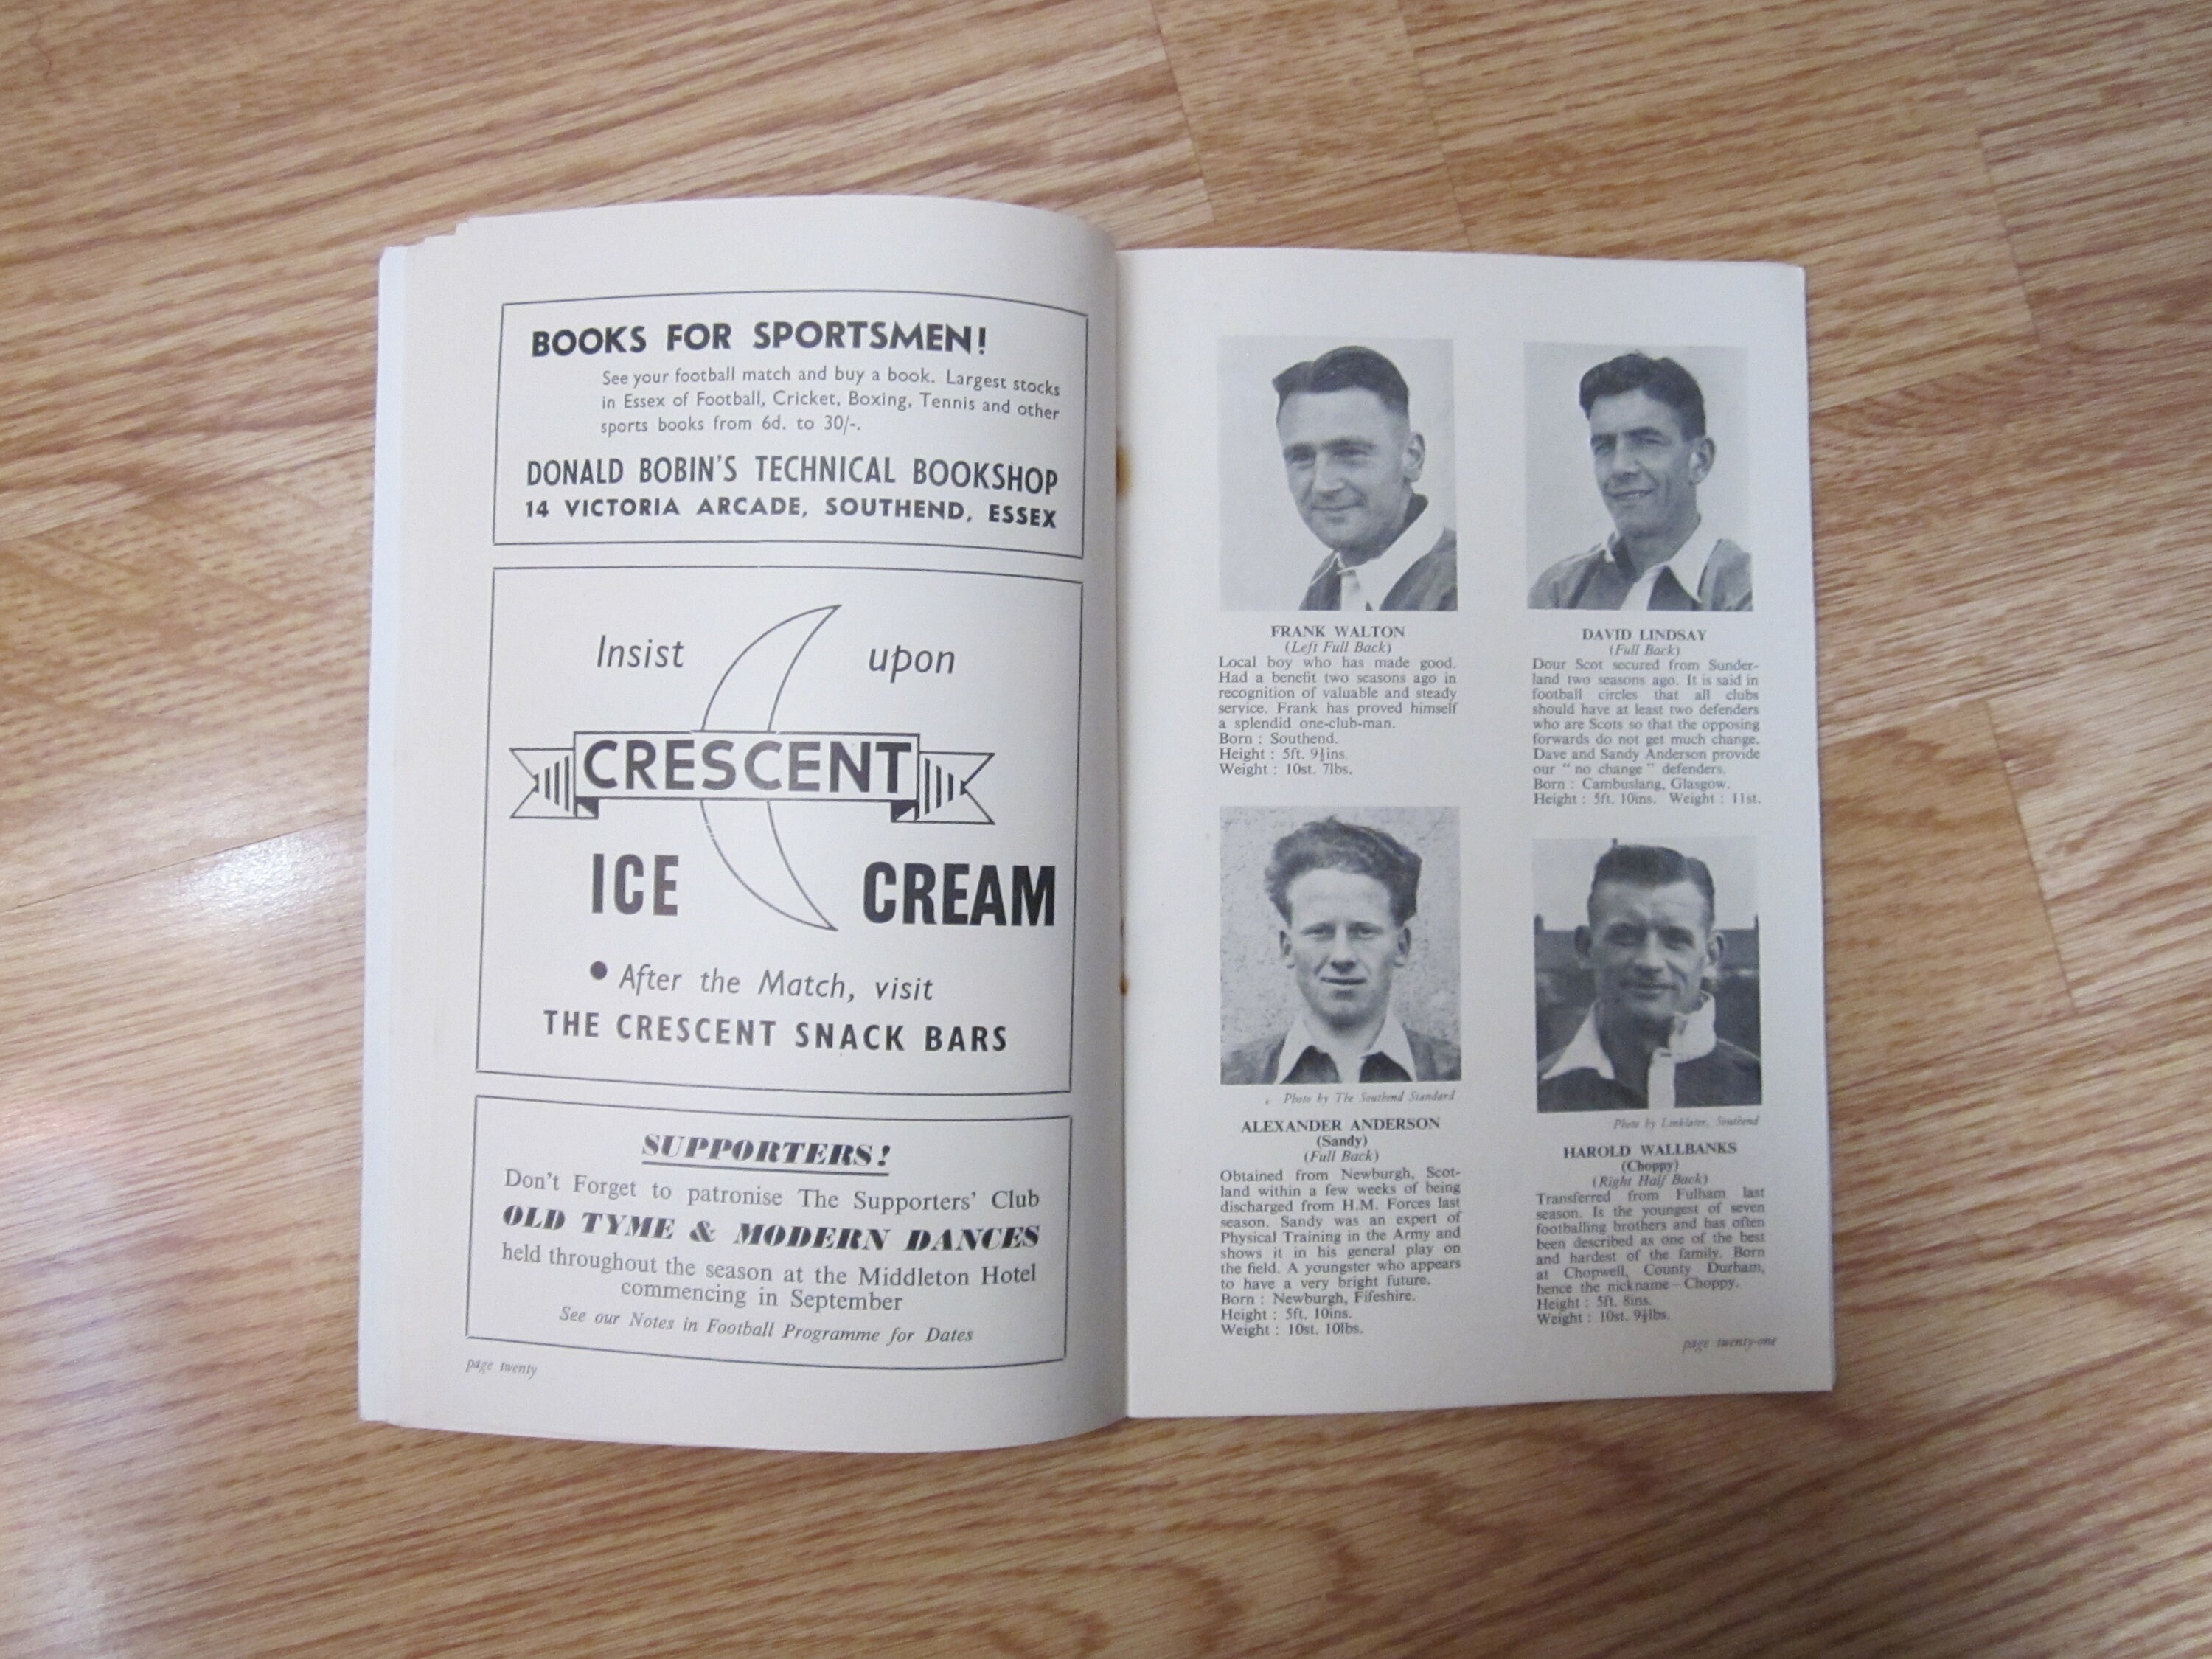 BOOKS FOR SPORTSMEN!
See your football match and buy a book. Largest stocks
in Essex of Football, Cricket, Boxing, Tennis and other
sports books from 6d. to 30/-.
DONALD BOBIN'S TECHNICAL BOOKSHOP
14 VICTORIA ARCADE, SOUTHEND, ESSEX
Insist upon
CRESCENT
ICE CREAM
● After the Match, visit
THE CRESCENT SNACK BARS
SUPPORTERS!
Don't Forget to patronise The Supporters' Club
OLD TYME & MODERN DANCES
held throughout the season at the Middleton Hotel
commencing in September
See our Notes in Football Programme for Dates
page twenty
FRANK WALTON
(Left Full Back)
Local boy who has made good.
Had a benefit two seasons ago in
recognition of valuable and steady
service. Frank has proved himself
a splendid one-club-man.
Born : Southend.
Height : 5ft. 9½ins.
Weight : 10st. 7lbs.
DAVID LINDSAY
(Full Back)
Dour Scot secured from Sunder-
land two seasons ago. It is said in
football circles that all clubs
should have at least two defenders
who are Scots so that the opposing
forwards do not get much change.
Dave and Sandy Anderson provide
our "no change" defenders.
Born : Cambuslang, Glasgow.
Height : 5ft. 10ins. Weight : 11st.
Photo by The Southend Standard
ALEXANDER ANDERSON
(Sandy)
(Full Back)
Obtained from Newburgh, Scot-
land within a few weeks of being
discharged from H.M. Forces last
season. Sandy was an expert of
Physical Training in the Army and
shows it in his general play on
the field. A youngster who appears
to have a very bright future.
Born : Newburgh, Fifeshire.
Height : 5ft. 10ins.
Weight : 10st. 10lbs.
Photo by Linklater, Southend
HAROLD WALLBANKS
(Choppy)
(Right Half Back)
Transferred from Fulham last
season. Is the youngest of seven
footballing brothers and has often
been described as one of the best
and hardest of the family. Born
at Chopwell, County Durham,
hence the nickname—Choppy.
Height : 5ft. 8ins.
Weight : 10st. 9½lbs.
page twenty-one